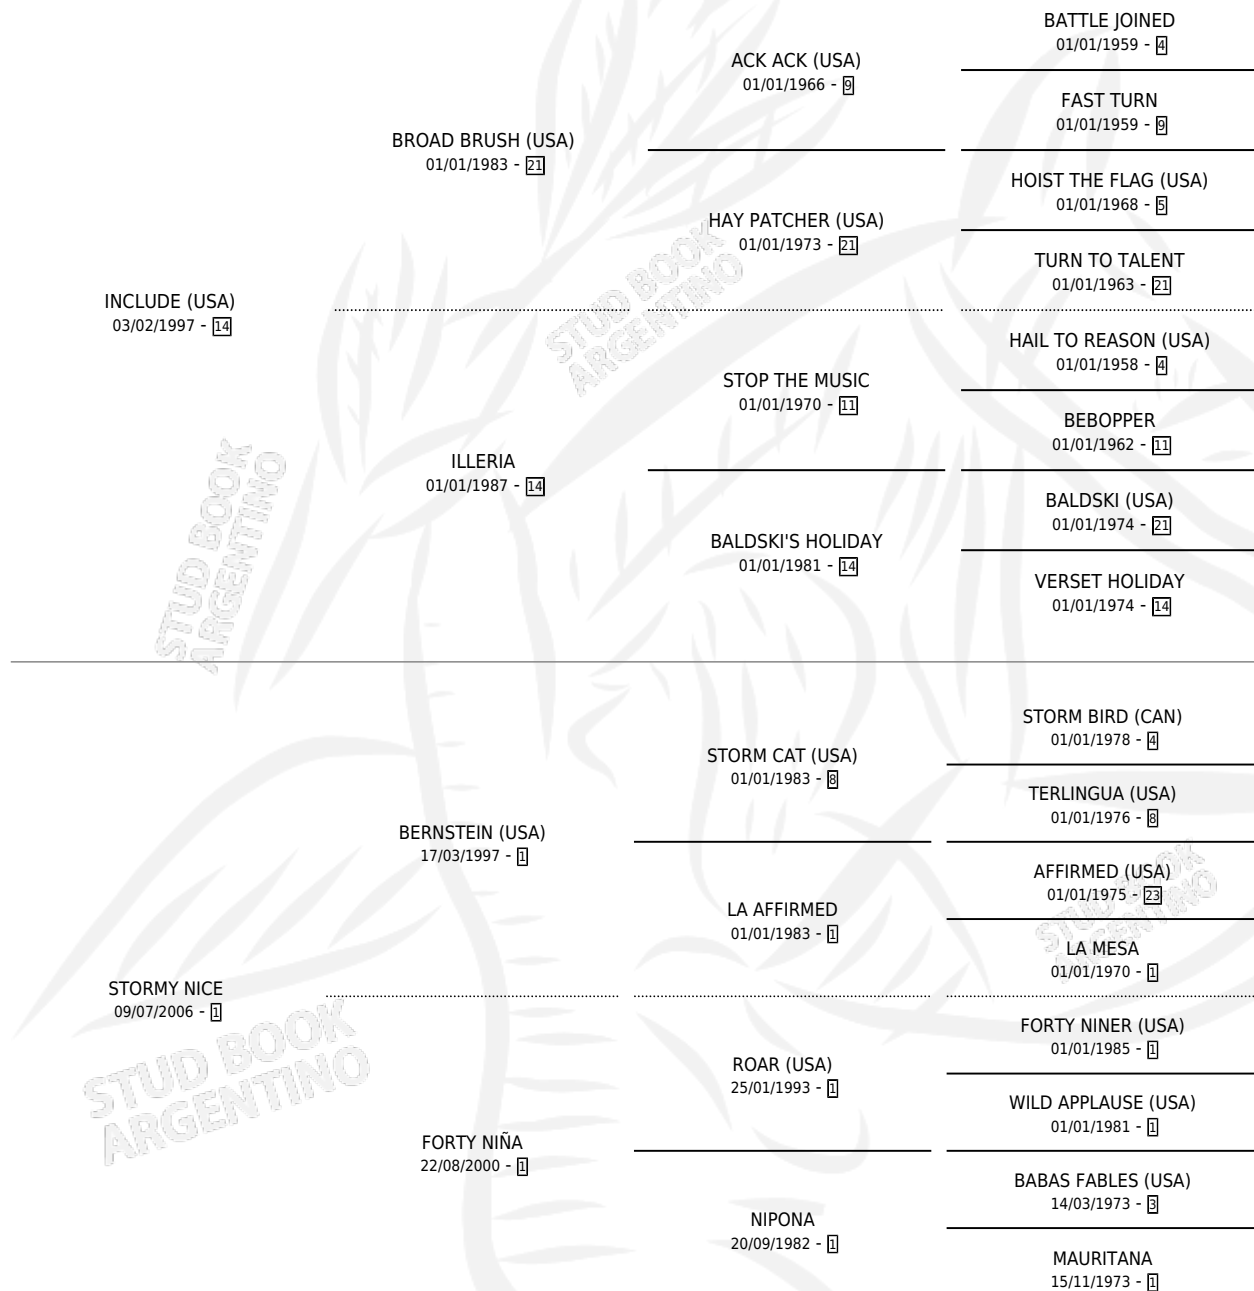 BATTLE JOINED
01/01/1959 - 4
ACK ACK (USA)
01/01/1966 - 9
FAST TURN
01/01/1959 - 9
BROAD BRUSH (USA)
01/01/1983 - 21
HOIST THE FLAG (USA)
01/01/1968 - 5
HAY PATCHER (USA)
01/01/1973 - 21
TURN TO TALENT
01/01/1963 - 21
INCLUDE (USA)
03/02/1997 - 14
HAIL TO REASON (USA)
01/01/1958 - 4
STOP THE MUSIC
01/01/1970 - 11
BEBOPPER
01/01/1962 - 11
ILLERIA
01/01/1987 - 14
BALDSKI (USA)
01/01/1974 - 21
BALDSKI'S HOLIDAY
01/01/1981 - 14
VERSET HOLIDAY
01/01/1974 - 14
STORM BIRD (CAN)
01/01/1978 - 4
STORM CAT (USA)
01/01/1983 - 8
TERLINGUA (USA)
01/01/1976 - 8
BERNSTEIN (USA)
17/03/1997 - 1
AFFIRMED (USA)
01/01/1975 - 23
LA AFFIRMED
01/01/1983 - 1
LA MESA
01/01/1970 - 1
STORMY NICE
09/07/2006 - 1
FORTY NINER (USA)
01/01/1985 - 1
ROAR (USA)
25/01/1993 - 1
WILD APPLAUSE (USA)
01/01/1981 - 1
FORTY NIÑA
22/08/2000 - 1
BABAS FABLES (USA)
14/03/1973 - 3
NIPONA
20/09/1982 - 1
MAURITANA
15/11/1973 - 1
STUD BOOK
ARGENTINO
STUD BOOK
ARGENTINO
STUD BOOK
ARGENTINO
STUD BOOK
ARGENTINO